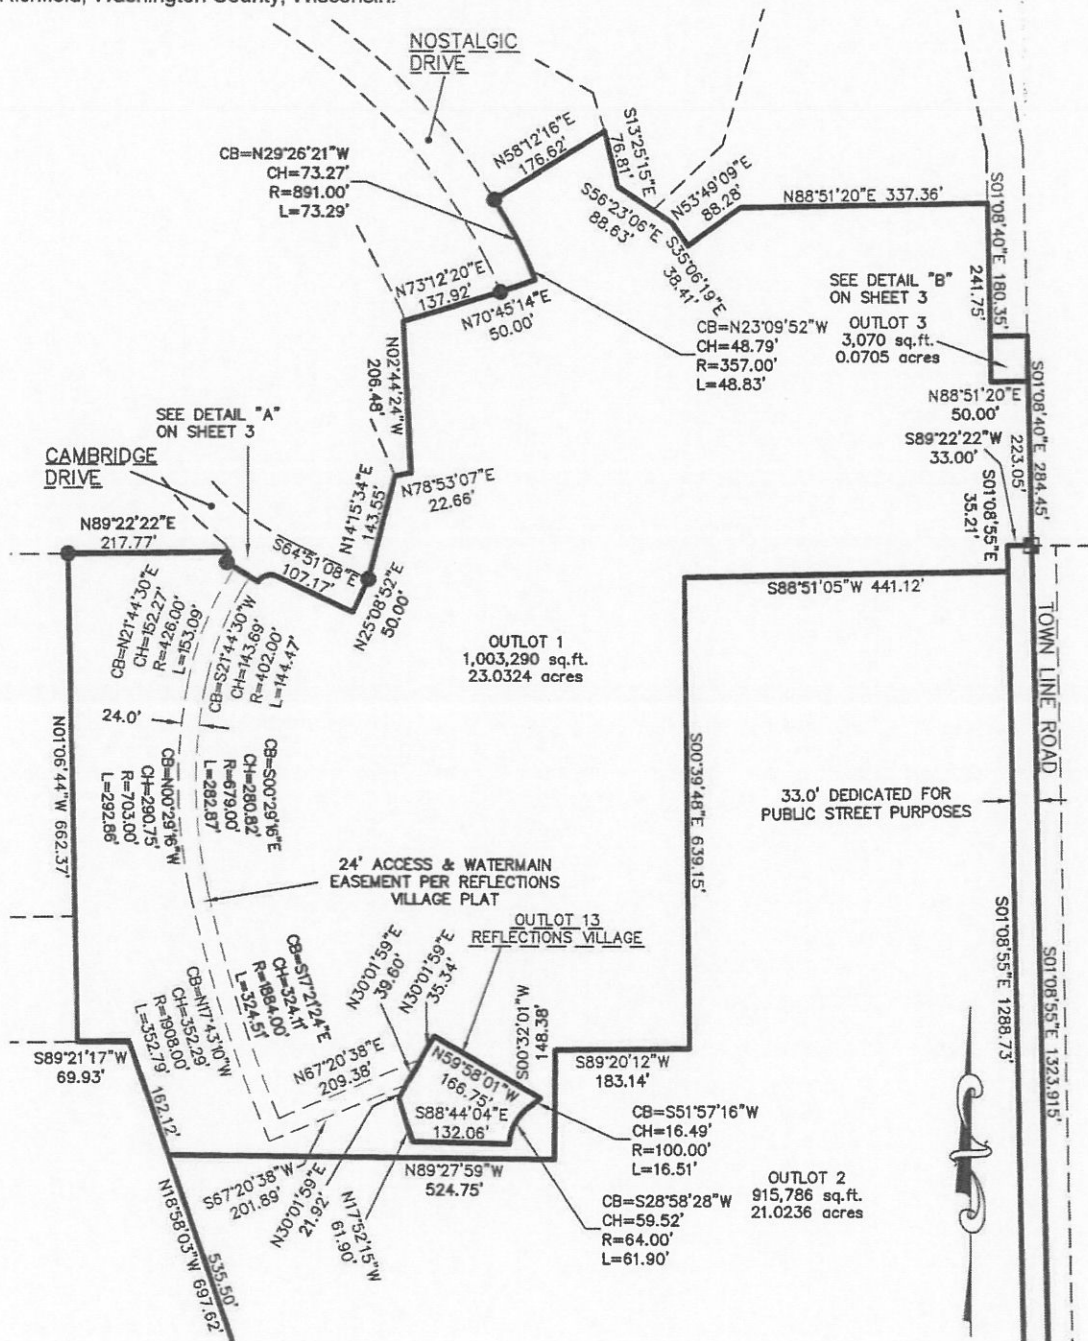 Richfield, Washington County, Wisconsin.
NOSTALGIC
DRIVE
CB=N29°26'21"W
CH=73.27'
R=891.00'
L=73.29'
N58°12'16"E
176.62'
S13°25'15"E
76.81'
S56°23'06"E
88.63'
N53°49'09"E
88.28'
S35°06'19"E
38.41'
N88°51'20"E 337.36'
S01°08'40"E 180.35'
241.75'
SEE DETAIL "B"
ON SHEET 3
OUTLOT 3
3,070 sq.ft.
0.0705 acres
N73°12'20"E
137.92'
N70°45'14"E
50.00'
CB=N23°09'52"W
CH=48.79'
R=357.00'
L=48.83'
N88°51'20"E
50.00'
S01°08'40"E 284.45'
223.05'
S89°22'22"W
33.00'
S01°08'55"E
35.21'
N02°44'24"W
206.48'
SEE DETAIL "A"
ON SHEET 3
CAMBRIDGE
DRIVE
N78°53'07"E
22.66'
N14°15'34"E
143.55'
N89°22'22"E
217.77'
S64°51'08"E
107.17'
N25°08'52"E
50.00'
S88°51'05"W 441.12'
CB=N21°44'30"E
CH=152.27'
R=426.00'
L=153.09'
CB=S21°44'30"W
CH=143.69'
R=402.00'
L=144.47'
OUTLOT 1
1,003,290 sq.ft.
23.0324 acres
TOWN LINE ROAD
24.0'
N01°06'44"W 662.37'
CB=N00°29'16"W
CH=290.75'
R=703.00'
L=292.86'
CB=S00°29'16"E
CH=280.82'
R=679.00'
L=282.87'
S00°39'48"E 639.15'
33.0' DEDICATED FOR
PUBLIC STREET PURPOSES
24' ACCESS & WATERMAIN
EASEMENT PER REFLECTIONS
VILLAGE PLAT
OUTLOT 13
REFLECTIONS VILLAGE
S01°08'55"E 1288.73'
S01°08'55"E 1323.915'
CB=S17°21'24"E
CH=324.11'
R=1884.00'
L=324.51'
CB=N17°43'10"W
CH=352.29'
R=1908.00'
L=352.79'
N30°01'59"E
39.60'
N30°01'59"E
35.34'
S00°32'01"W
148.38'
S89°21'17"W
69.93'
N67°20'38"E
209.38'
N59°58'01"W
166.75'
S89°20'12"W
183.14'
162.12'
S88°44'04"E
132.06'
CB=S51°57'16"W
CH=16.49'
R=100.00'
L=16.51'
N89°27'59"W
524.75'
S67°20'38"W
201.89'
N30°01'59"E
21.92'
N17°52'15"W
61.90'
CB=S28°58'28"W
CH=59.52'
R=64.00'
L=61.90'
OUTLOT 2
915,786 sq.ft.
21.0236 acres
N18°58'03"W 697.62'
535.50'